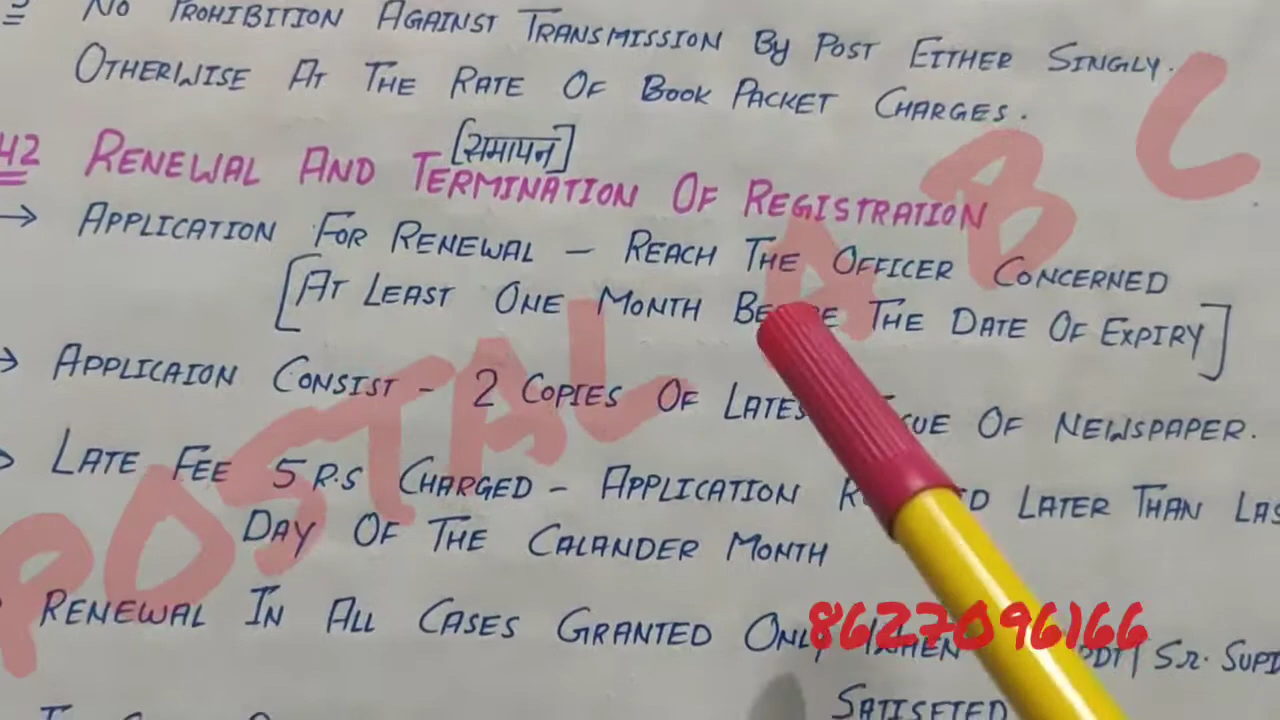 NO PROHIBITION AGAINST TRANSMISSION BY POST EITHER SINGLY.
OTHERWISE AT THE RATE OF BOOK PACKET CHARGES.
[समापन]
42 RENEWAL AND TERMINATION OF REGISTRATION
→ APPLICATION FOR RENEWAL – REACH THE OFFICER CONCERNED
[AT LEAST ONE MONTH THE DATE OF EXPIRY]
→ APPLICAION CONSIST – 2 COPIES OF OF NEWSPAPER.
LATE FEE 5 R.S CHARGED – APPLICATION LATER THAN
DAY OF THE CALANDER MONTH
RENEWAL IN ALL CASES GRANTED ONLY WHEN SR.
SATISFIED
POSTAL A B C
8627096166